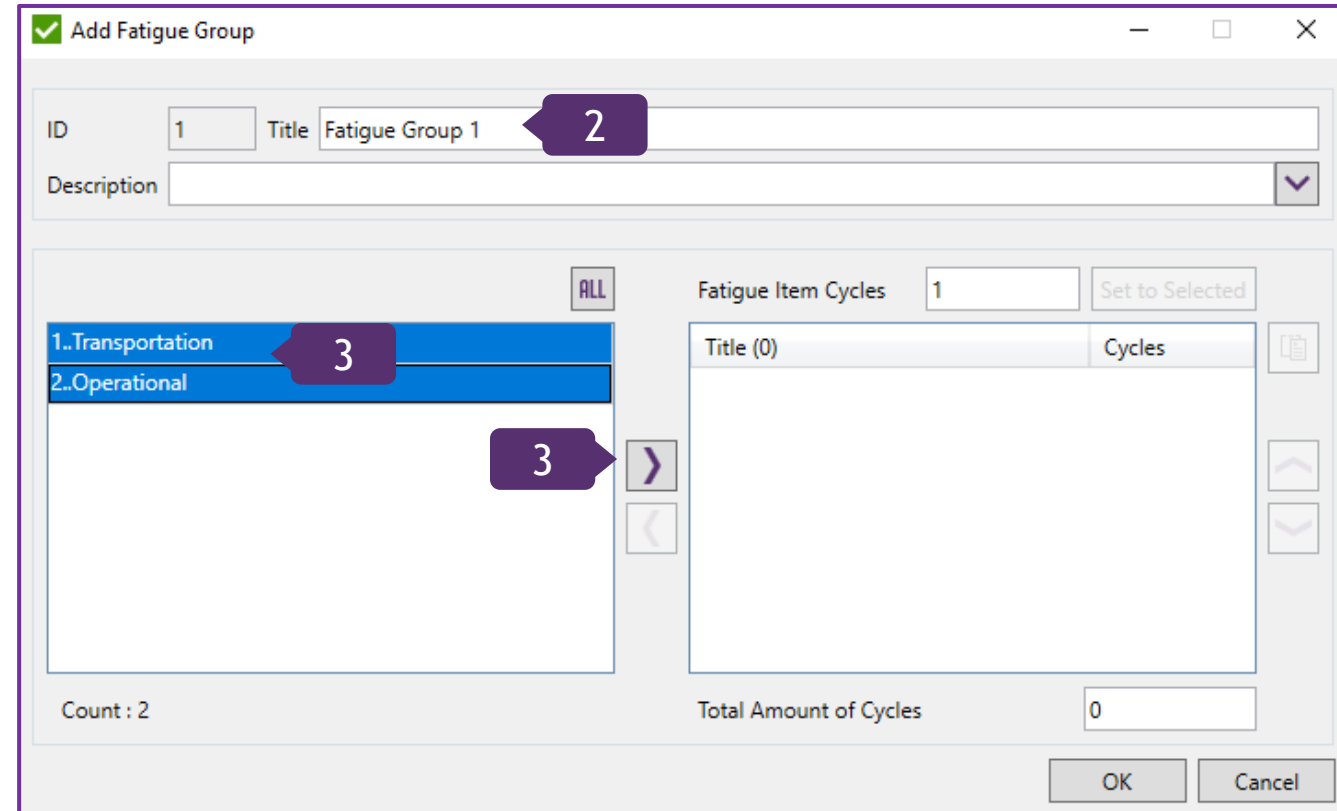 Add Fatigue Group
ID 1 Title Fatigue Group 1 2
Description
ALL Fatigue Item Cycles 1 Set to Selected
1..Transportation 3 Title (0) Cycles
2..Operational
3
Count : 2 Total Amount of Cycles 0
OK Cancel